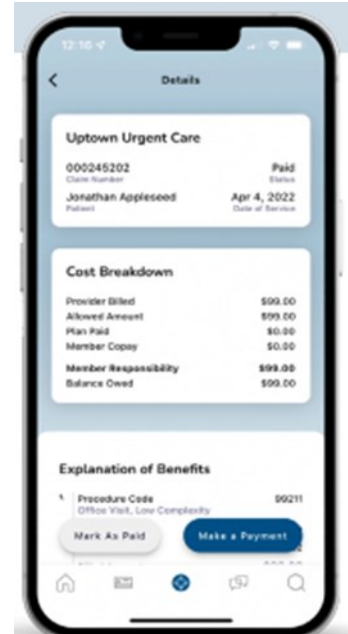 12:16
Details
Uptown Urgent Care
000245202 Paid
Claim Number Status
Jonathan Appleseed Apr 4, 2022
Patient Date of Service
Cost Breakdown
Provider Billed $99.00
Allowed Amount $99.00
Plan Paid $0.00
Member Copay $0.00
Member Responsibility $99.00
Balance Owed $99.00
Explanation of Benefits
1. Procedure Code 99211
Office Visit, Low Complexity
Mark As Paid Make a Payment